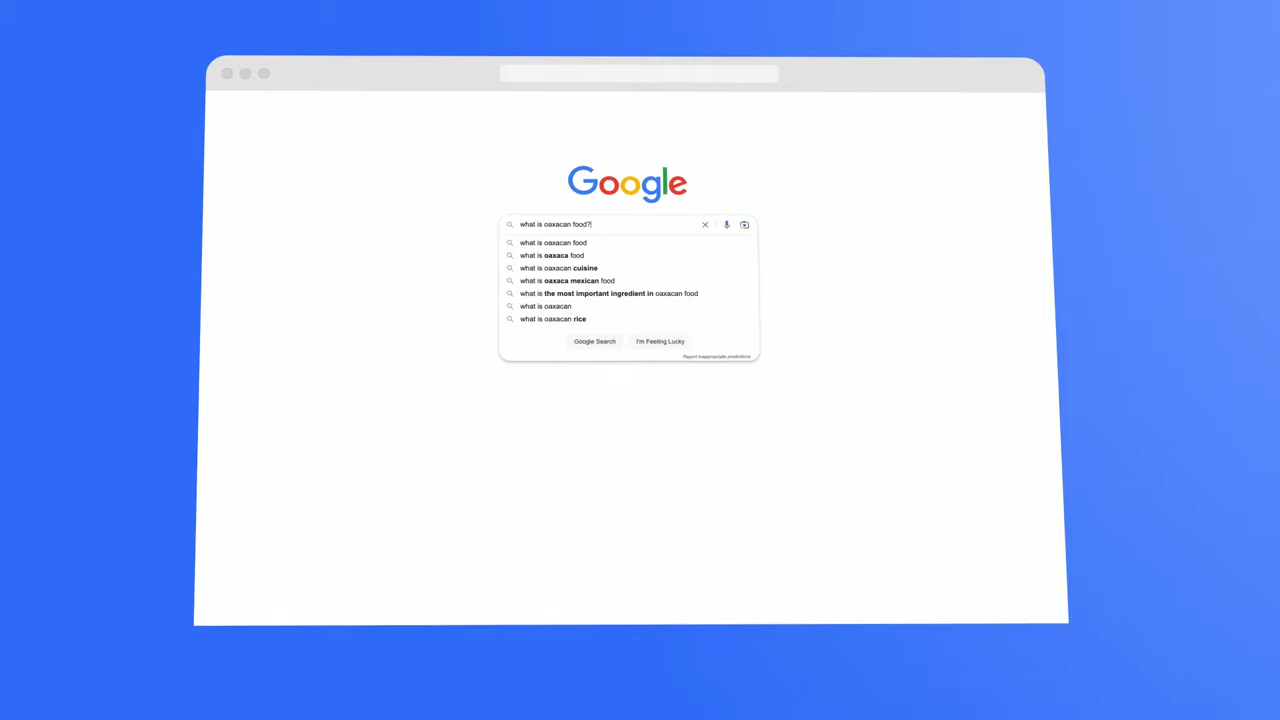 Google
what is oaxacan food?
what is oaxacan food
what is oaxaca food
what is oaxacan cuisine
what is oaxaca mexican food
what is the most important ingredient in oaxacan food
what is oaxacan
what is oaxacan rice
Google Search I'm Feeling Lucky
Report inappropriate predictions